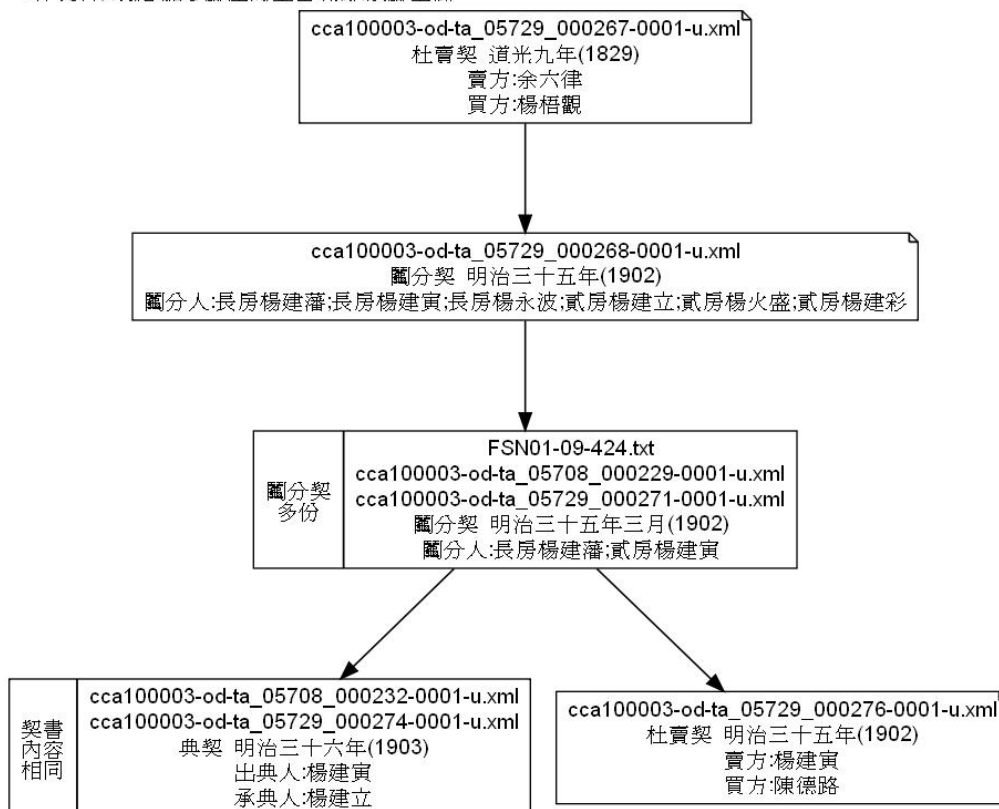 cca100003-od-ta_05729_000267-0001-u.xml
杜賣契 道光九年(1829)
賣方:余六律
買方:楊梧觀
cca100003-od-ta_05729_000268-0001-u.xml
鬮分契 明治三十五年(1902)
鬮分人:長房楊建藩;長房楊建寅;長房楊永波;貳房楊建立;貳房楊火盛;貳房楊建彩
鬮分契
多份
FSN01-09-424.txt
cca100003-od-ta_05708_000229-0001-u.xml
cca100003-od-ta_05729_000271-0001-u.xml
鬮分契 明治三十五年三月(1902)
鬮分人:長房楊建藩;貳房楊建寅
契書
內容
相同
cca100003-od-ta_05708_000232-0001-u.xml
cca100003-od-ta_05729_000274-0001-u.xml
典契 明治三十六年(1903)
出典人:楊建寅
承典人:楊建立
cca100003-od-ta_05729_000276-0001-u.xml
杜賣契 明治三十五年(1902)
賣方:楊建寅
買方:陳德路